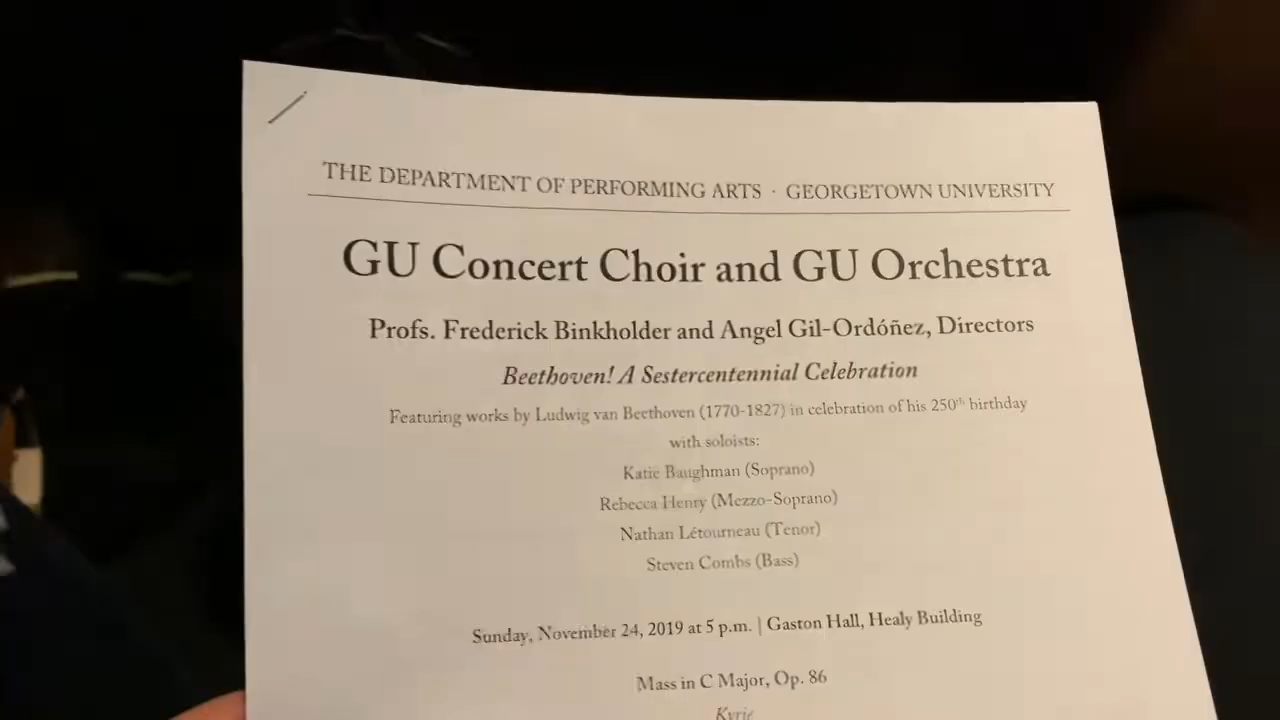 THE DEPARTMENT OF PERFORMING ARTS · GEORGETOWN UNIVERSITY
GU Concert Choir and GU Orchestra
Profs. Frederick Binkholder and Angel Gil-Ordóñez, Directors
Beethoven! A Sestercentennial Celebration
Featuring works by Ludwig van Beethoven (1770-1827) in celebration of his 250th birthday
with soloists:
Katie Baughman (Soprano)
Rebecca Henry (Mezzo-Soprano)
Nathan Létourneau (Tenor)
Steven Combs (Bass)
Sunday, November 24, 2019 at 5 p.m. | Gaston Hall, Healy Building
Mass in C Major, Op. 86
Kyrie